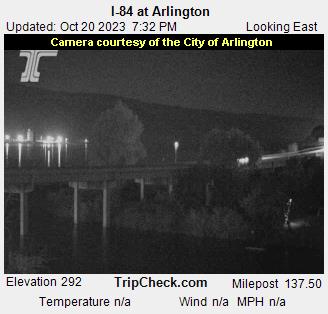 I-84 at Arlington
Updated: Oct 20 2023 7:32 PM Looking East
Camera courtesy of the City of Arlington
Elevation 292 TripCheck.com Milepost 137.50
Temperature n/a Wind n/a MPH n/a